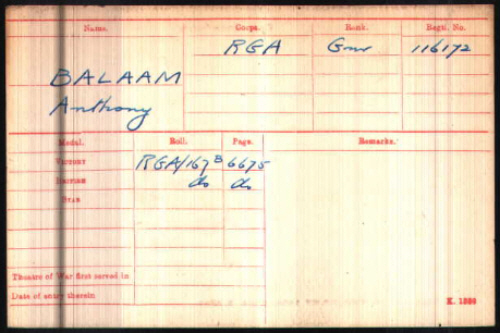 Name. Corps. Rank. Regtl. No.
RGA Gnr 116172
BALAAM
Anthony
Medal. Roll. Page. Remarks.
Victory RGA/167B 6675
British do do
Star
Theatre of War first served in
Date of entry therein
K. 1380